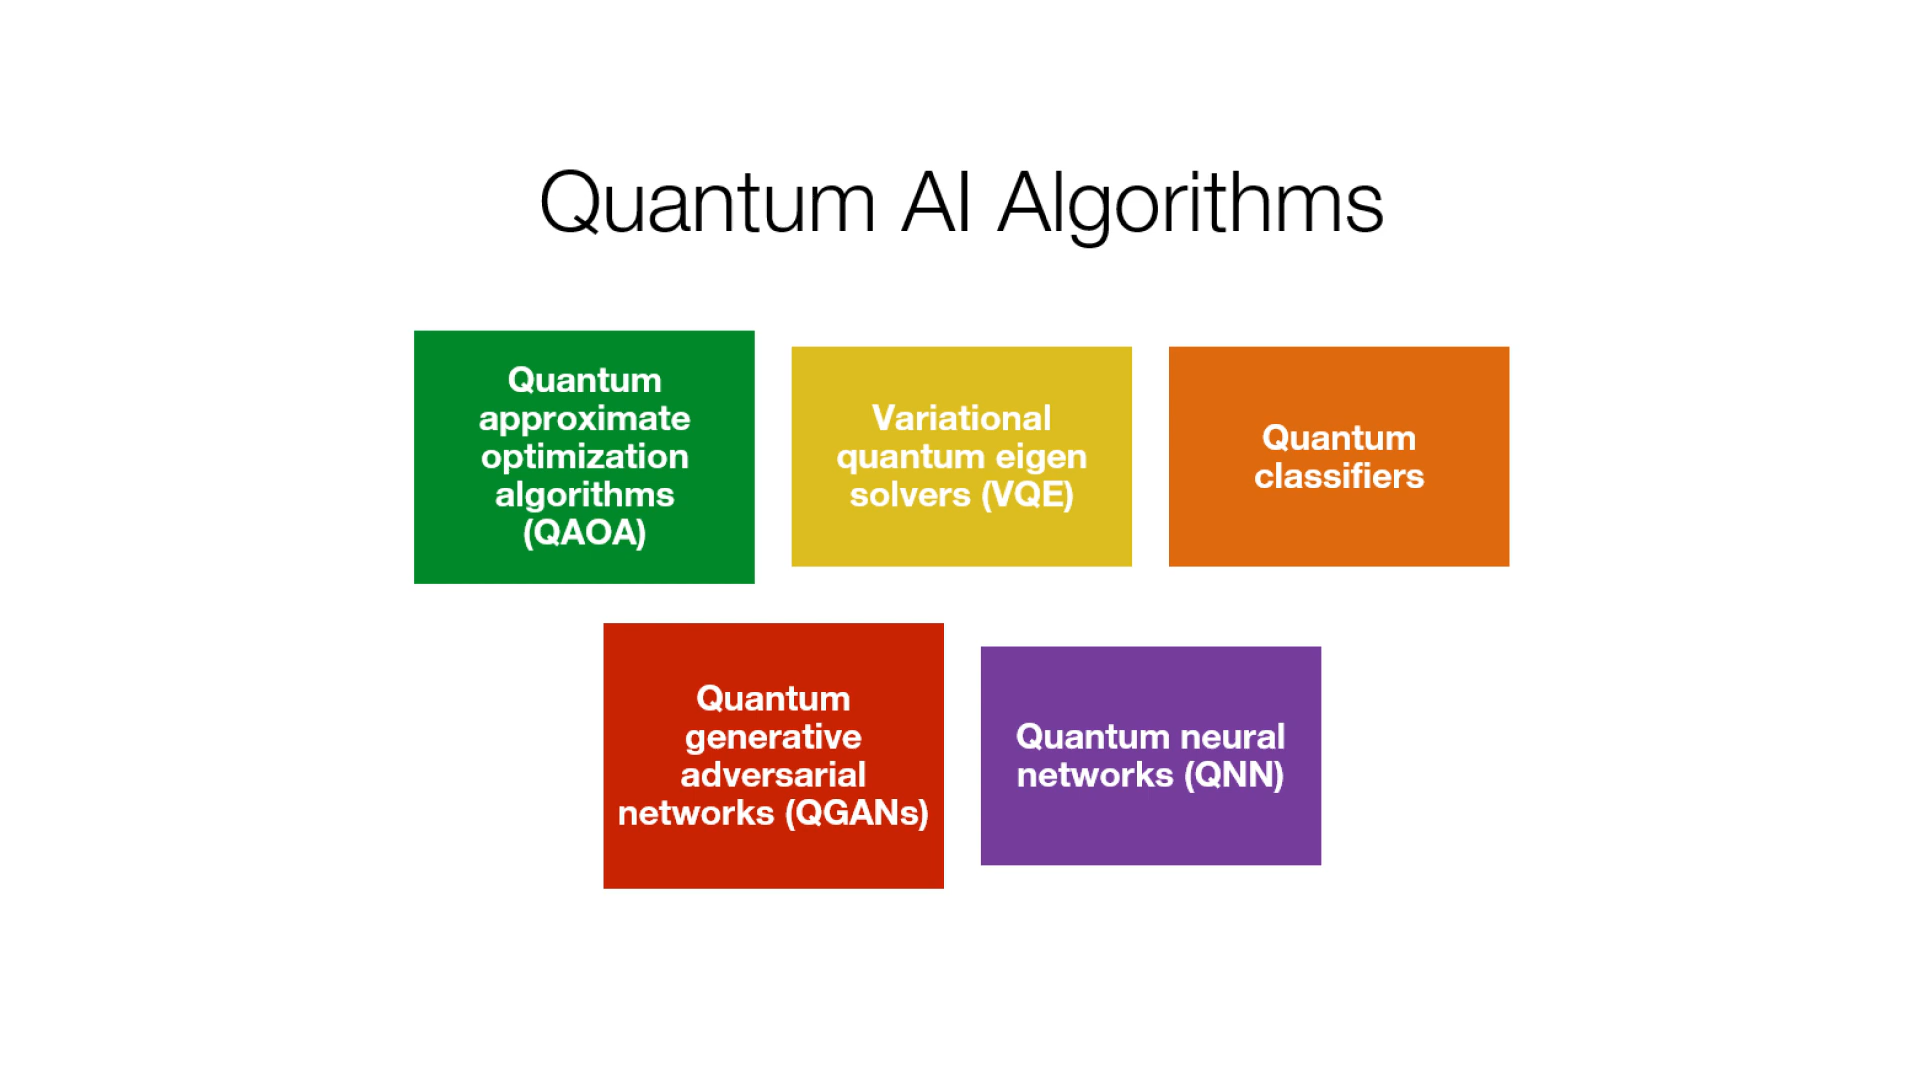 Quantum AI Algorithms
Quantum
approximate
optimization
algorithms
(QAOA)
Variational
quantum eigen
solvers (VQE)
Quantum
classifiers
Quantum
generative
adversarial
networks (QGANs)
Quantum neural
networks (QNN)